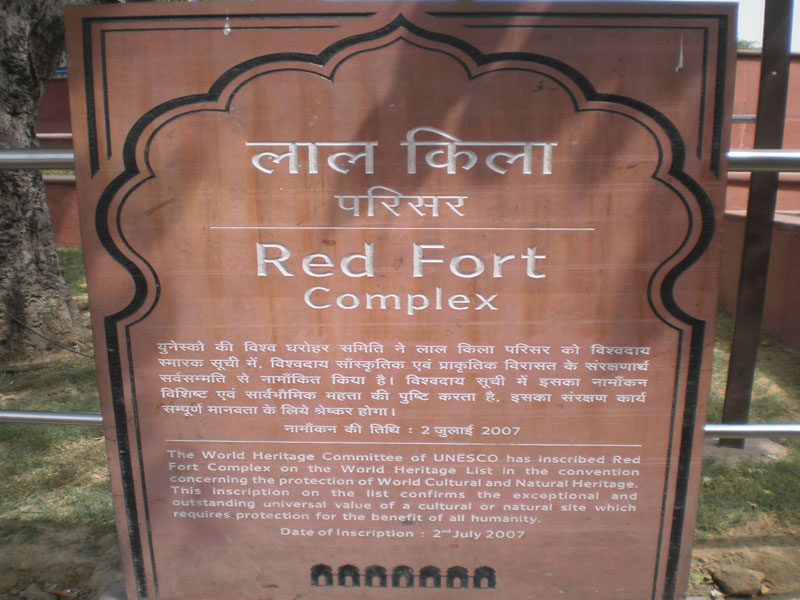 लाल किला
परिसर
Red Fort
Complex
युनेस्को की विश्व धरोहर समिति ने लाल किला परिसर को विश्वदाय
स्मारक सूची में, विश्वदाय साँस्कृतिक एवं प्राकृतिक विरासत के संरक्षणार्थ
सर्वसम्मति से नामाँकित किया है। विश्वदाय सूची में इसका नामाँकन
विशिष्ट एवं सार्वभौमिक महत्ता की पुष्टि करता है, इसका संरक्षण कार्य
सम्पूर्ण मानवता के लिये श्रेष्कर होगा।
नामाँकन की तिथि : 2 जुलाई 2007
The World Heritage Committee of UNESCO has inscribed Red
Fort Complex on the World Heritage List in the convention
concerning the protection of World Cultural and Natural Heritage.
This inscription on the list confirms the exceptional and
outstanding universal value of a cultural or natural site which
requires protection for the benefit of all humanity.
Date of Inscription : 2nd July 2007